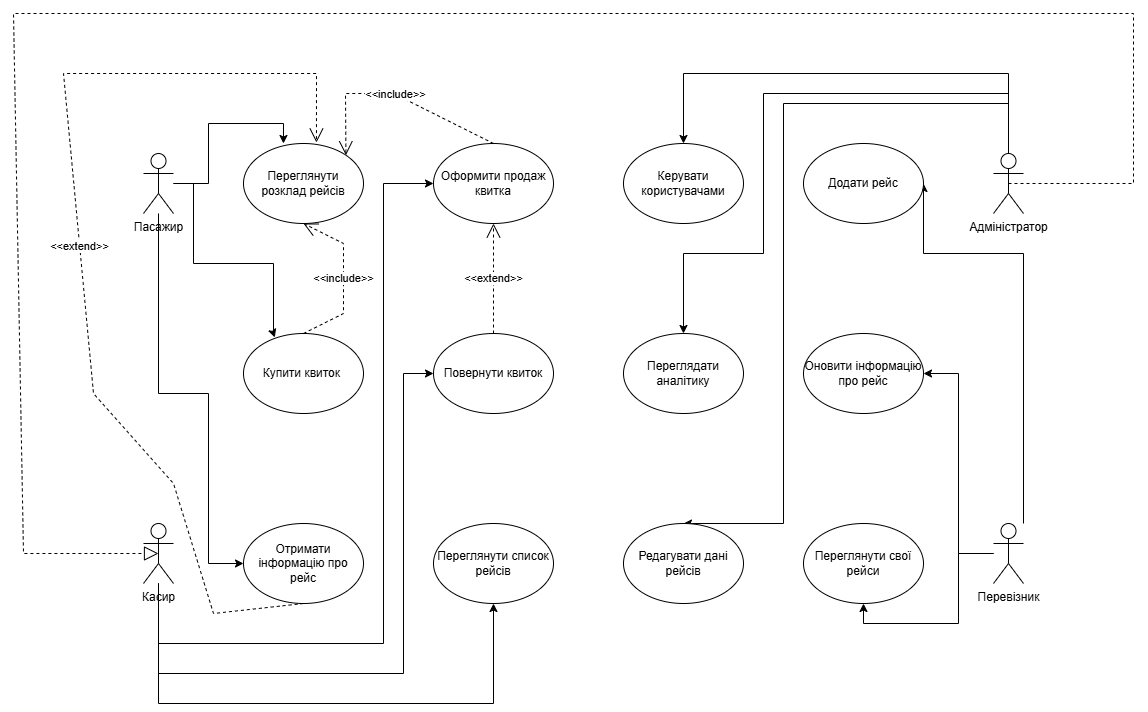 <<include>>
Переглянути
розклад рейсів
Оформити продаж
квитка
Керувати
користувачами
Додати рейс
Пасажир
Адміністратор
<<extend>>
<<include>>
<<extend>>
Купити квиток
Повернути квиток
Переглядати
аналітику
Оновити інформацію
про рейс
Отримати
інформацію про
рейс
Переглянути список
рейсів
Редагувати дані
рейсів
Переглянути свої
рейси
Касир
Перевізник